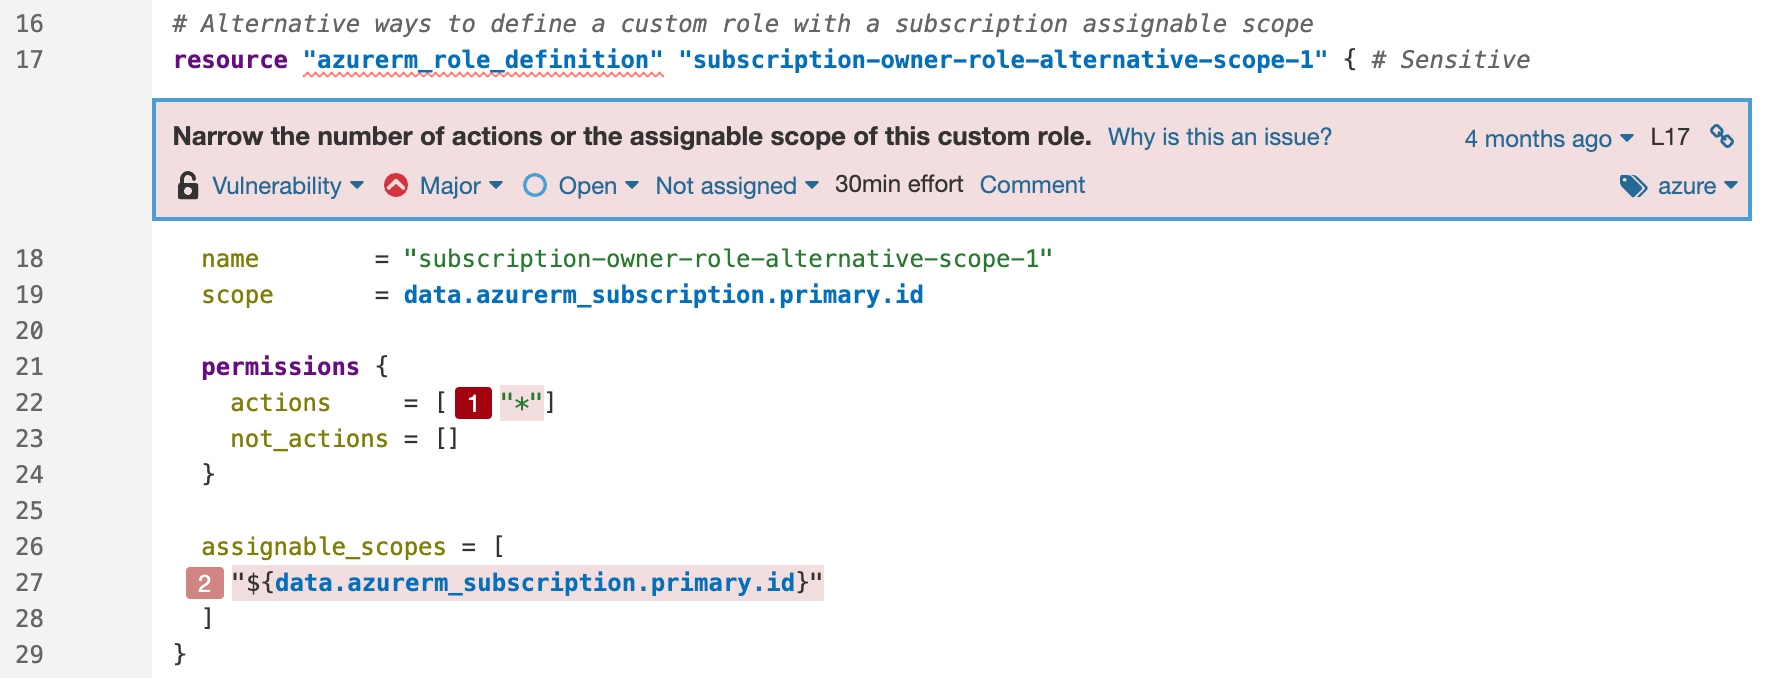 16 # Alternative ways to define a custom role with a subscription assignable scope
17 resource "azurerm_role_definition" "subscription-owner-role-alternative-scope-1" { # Sensitive
Narrow the number of actions or the assignable scope of this custom role. Why is this an issue? 4 months ago L17
Vulnerability Major Open Not assigned 30min effort Comment azure
18 name = "subscription-owner-role-alternative-scope-1"
19 scope = data.azurerm_subscription.primary.id
20
21 permissions {
22 actions = [ 1 "*"]
23 not_actions = []
24 }
25
26 assignable_scopes = [
27 2 "${data.azurerm_subscription.primary.id}"
28 ]
29 }